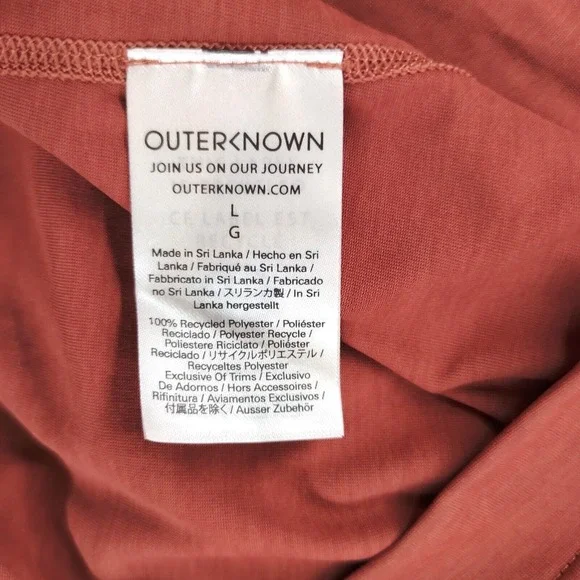 OUTERKNOWN
JOIN US ON OUR JOURNEY
OUTERKNOWN.COM
L
G
Made in Sri Lanka / Hecho en Sri
Lanka / Fabriqué au Sri Lanka /
Fabbricato in Sri Lanka / Fabricado
no Sri Lanka / スリランカ製 / In Sri
Lanka hergestellt
100% Recycled Polyester / Poliéster
Reciclado / Polyester Recycle /
Poliestere Riciclato / Polióster
Reciclado / リサイクルポリエステル /
Recyceltes Polyester
Exclusive Of Trims / Exclusivo
De Adornos / Hors Accessoires /
Rifinitura / Aviamentos Exclusivos /
付属品を除く / Ausser Zubehör